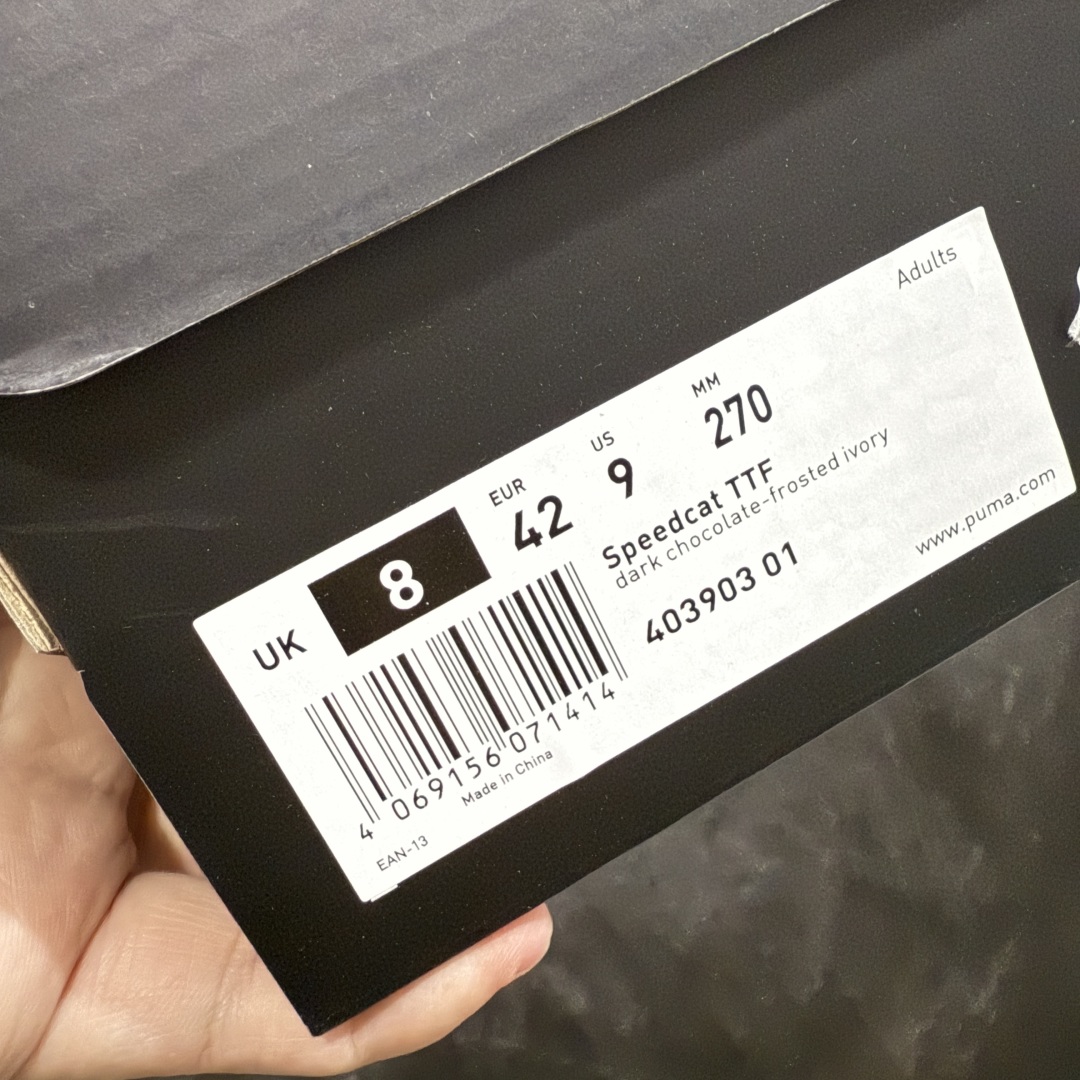 Adults
UK 8
EUR 42
US 9
MM 270
Speedcat TTF
dark chocolate-frosted ivory
403903 01
www.puma.com
4 069156 071414
Made in China
EAN-13